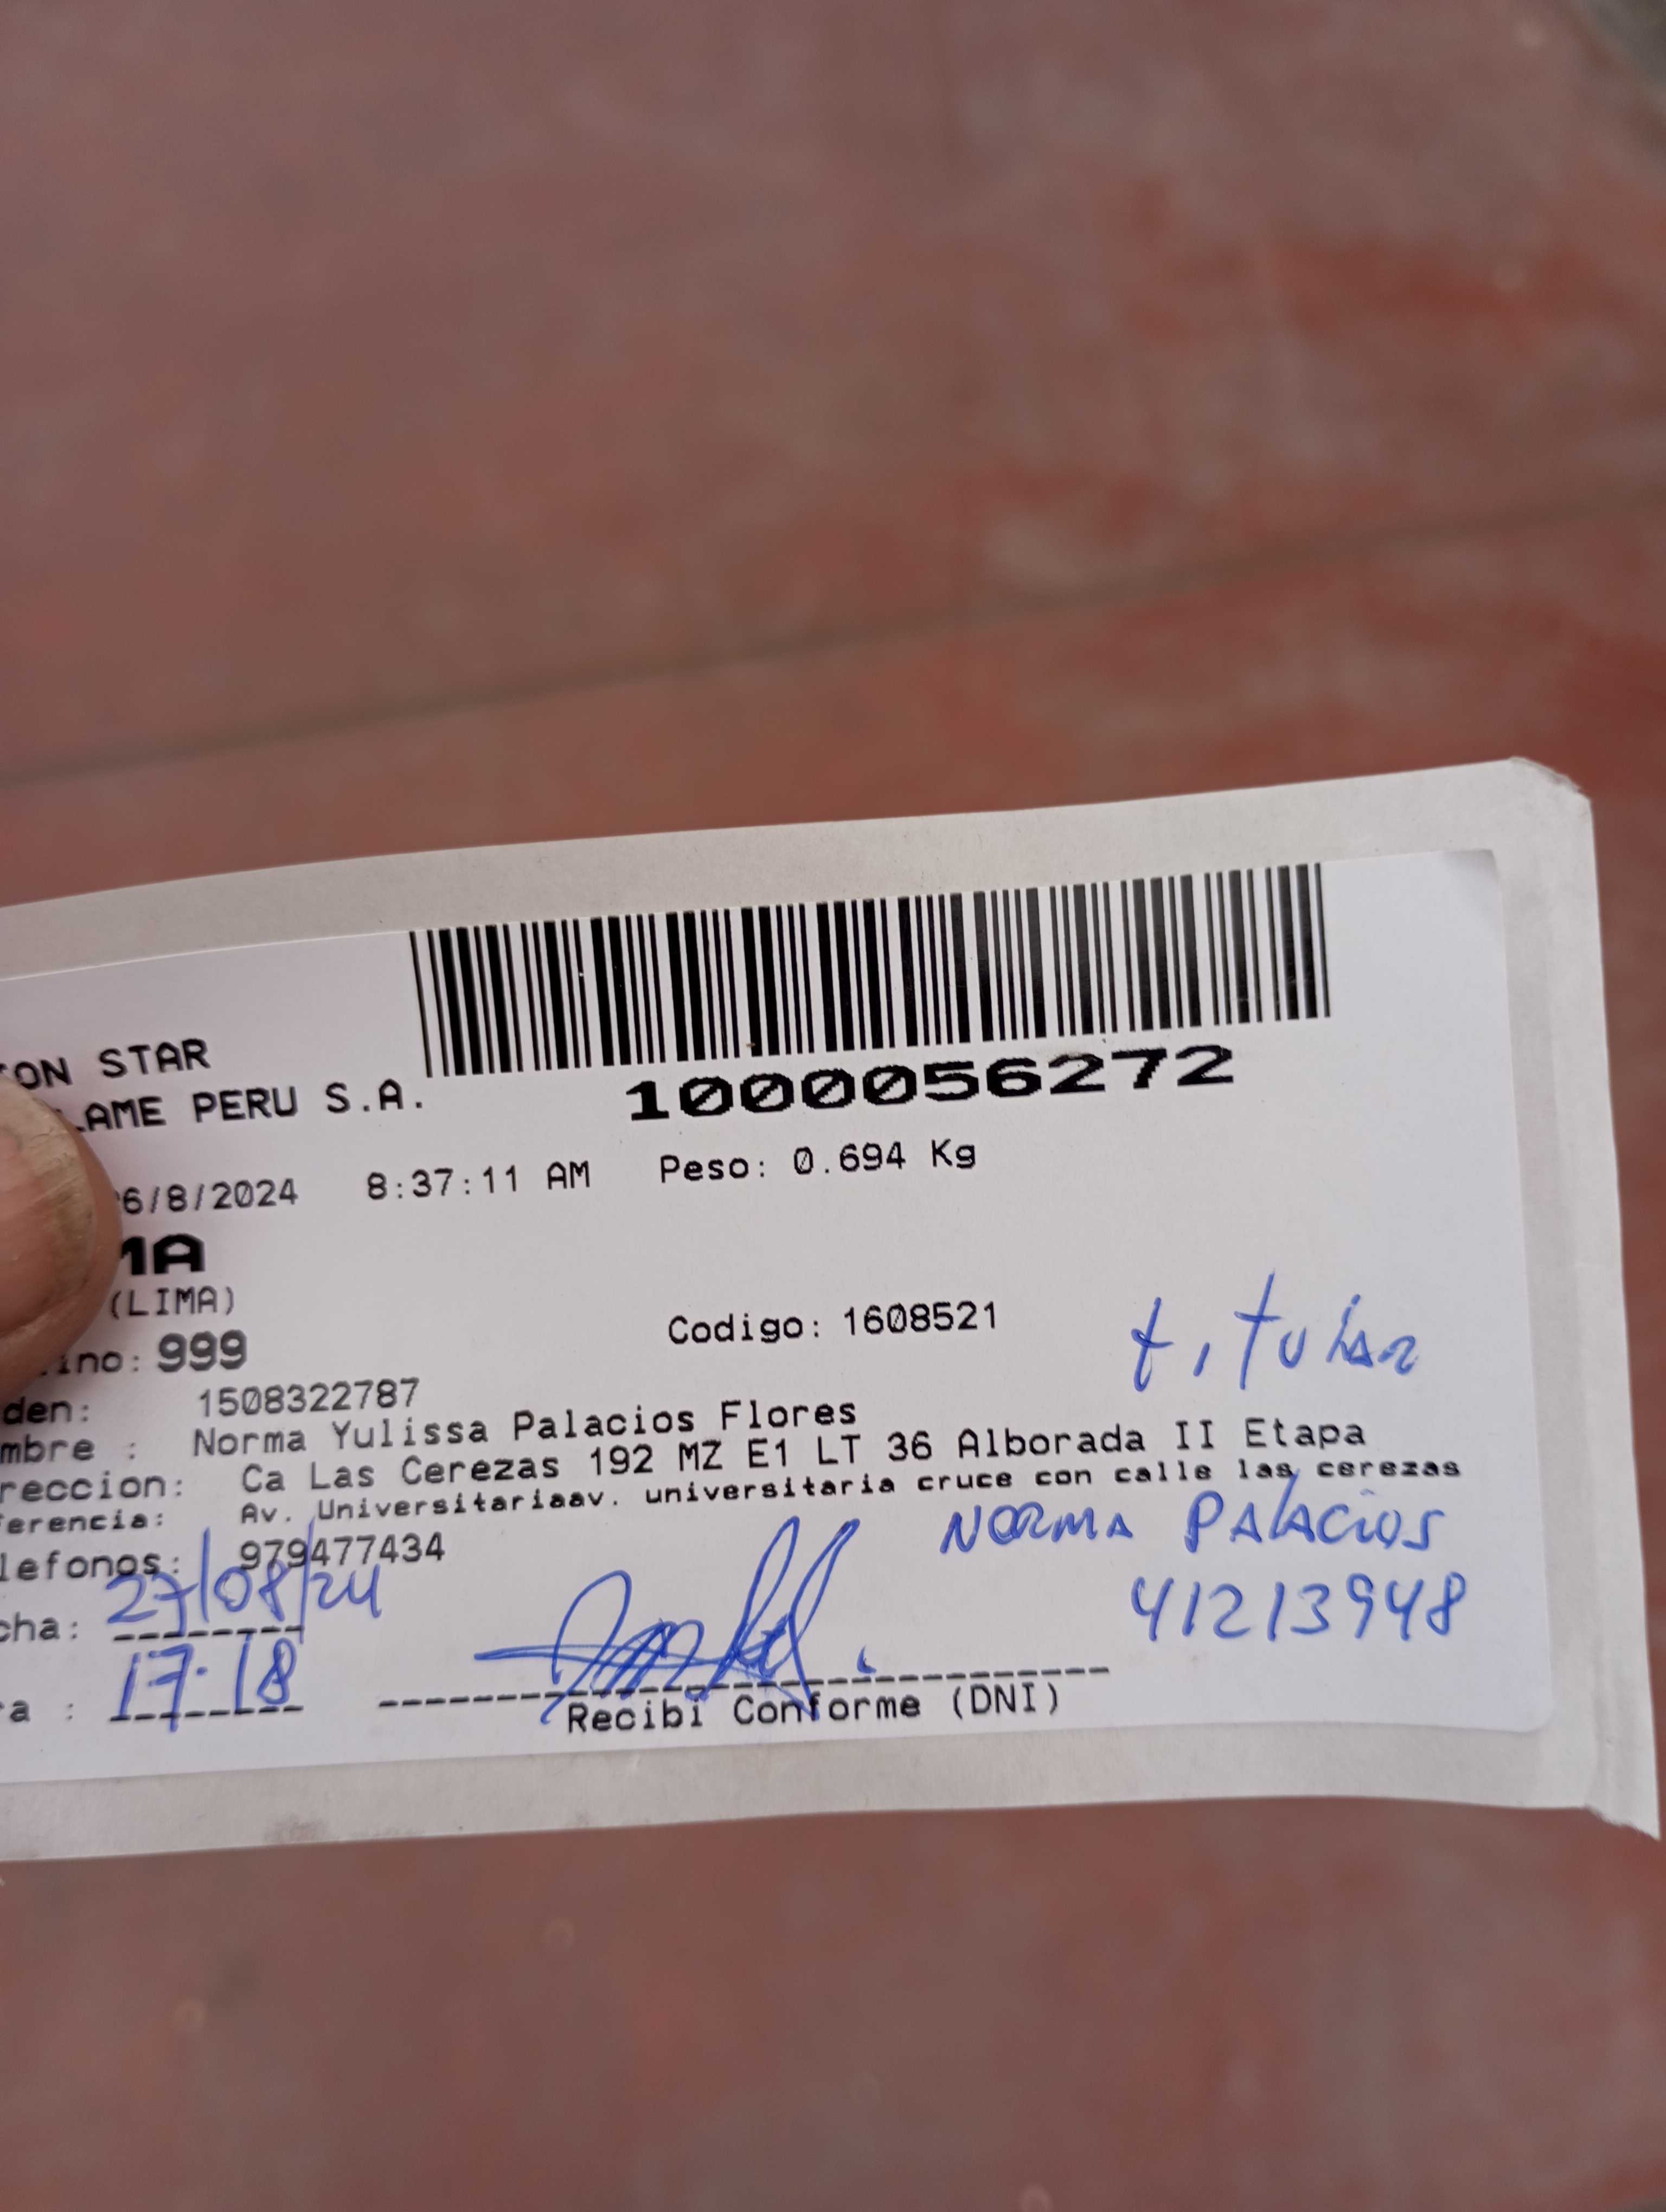 ON STAR
LAME PERU S.A.
1000056272
6/8/2024 8:37:11 AM Peso: 0.694 Kg
MA
(LIMA)
ino: 999 Codigo: 1608521
titular
den: 1508322787
mbre : Norma Yulissa Palacios Flores
reccion: Ca Las Cerezas 192 MZ E1 LT 36 Alborada II Etapa
ferencia: Av. Universitariaav. universitaria cruce con calle las cerezas
lefonos: 979477434
NORMA PALACIOS
41213948
cha: 27/08/24
a : 17:18
Recibi Conforme (DNI)